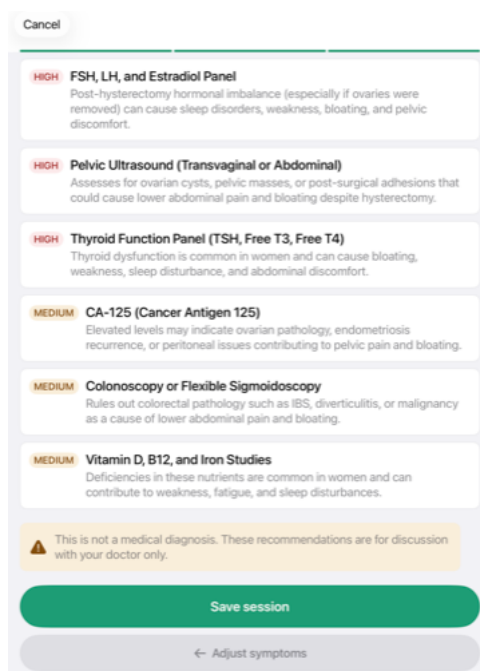 Cancel
HIGH FSH, LH, and Estradiol Panel
Post-hysterectomy hormonal imbalance (especially if ovaries were
removed) can cause sleep disorders, weakness, bloating, and pelvic
discomfort.
HIGH Pelvic Ultrasound (Transvaginal or Abdominal)
Assesses for ovarian cysts, pelvic masses, or post-surgical adhesions that
could cause lower abdominal pain and bloating despite hysterectomy.
HIGH Thyroid Function Panel (TSH, Free T3, Free T4)
Thyroid dysfunction is common in women and can cause bloating,
weakness, sleep disturbance, and abdominal discomfort.
MEDIUM CA-125 (Cancer Antigen 125)
Elevated levels may indicate ovarian pathology, endometriosis
recurrence, or peritoneal issues contributing to pelvic pain and bloating.
MEDIUM Colonoscopy or Flexible Sigmoidoscopy
Rules out colorectal pathology such as IBS, diverticulitis, or malignancy
as a cause of lower abdominal pain and bloating.
MEDIUM Vitamin D, B12, and Iron Studies
Deficiencies in these nutrients are common in women and can
contribute to weakness, fatigue, and sleep disturbances.
This is not a medical diagnosis. These recommendations are for discussion
with your doctor only.
Save session
← Adjust symptoms